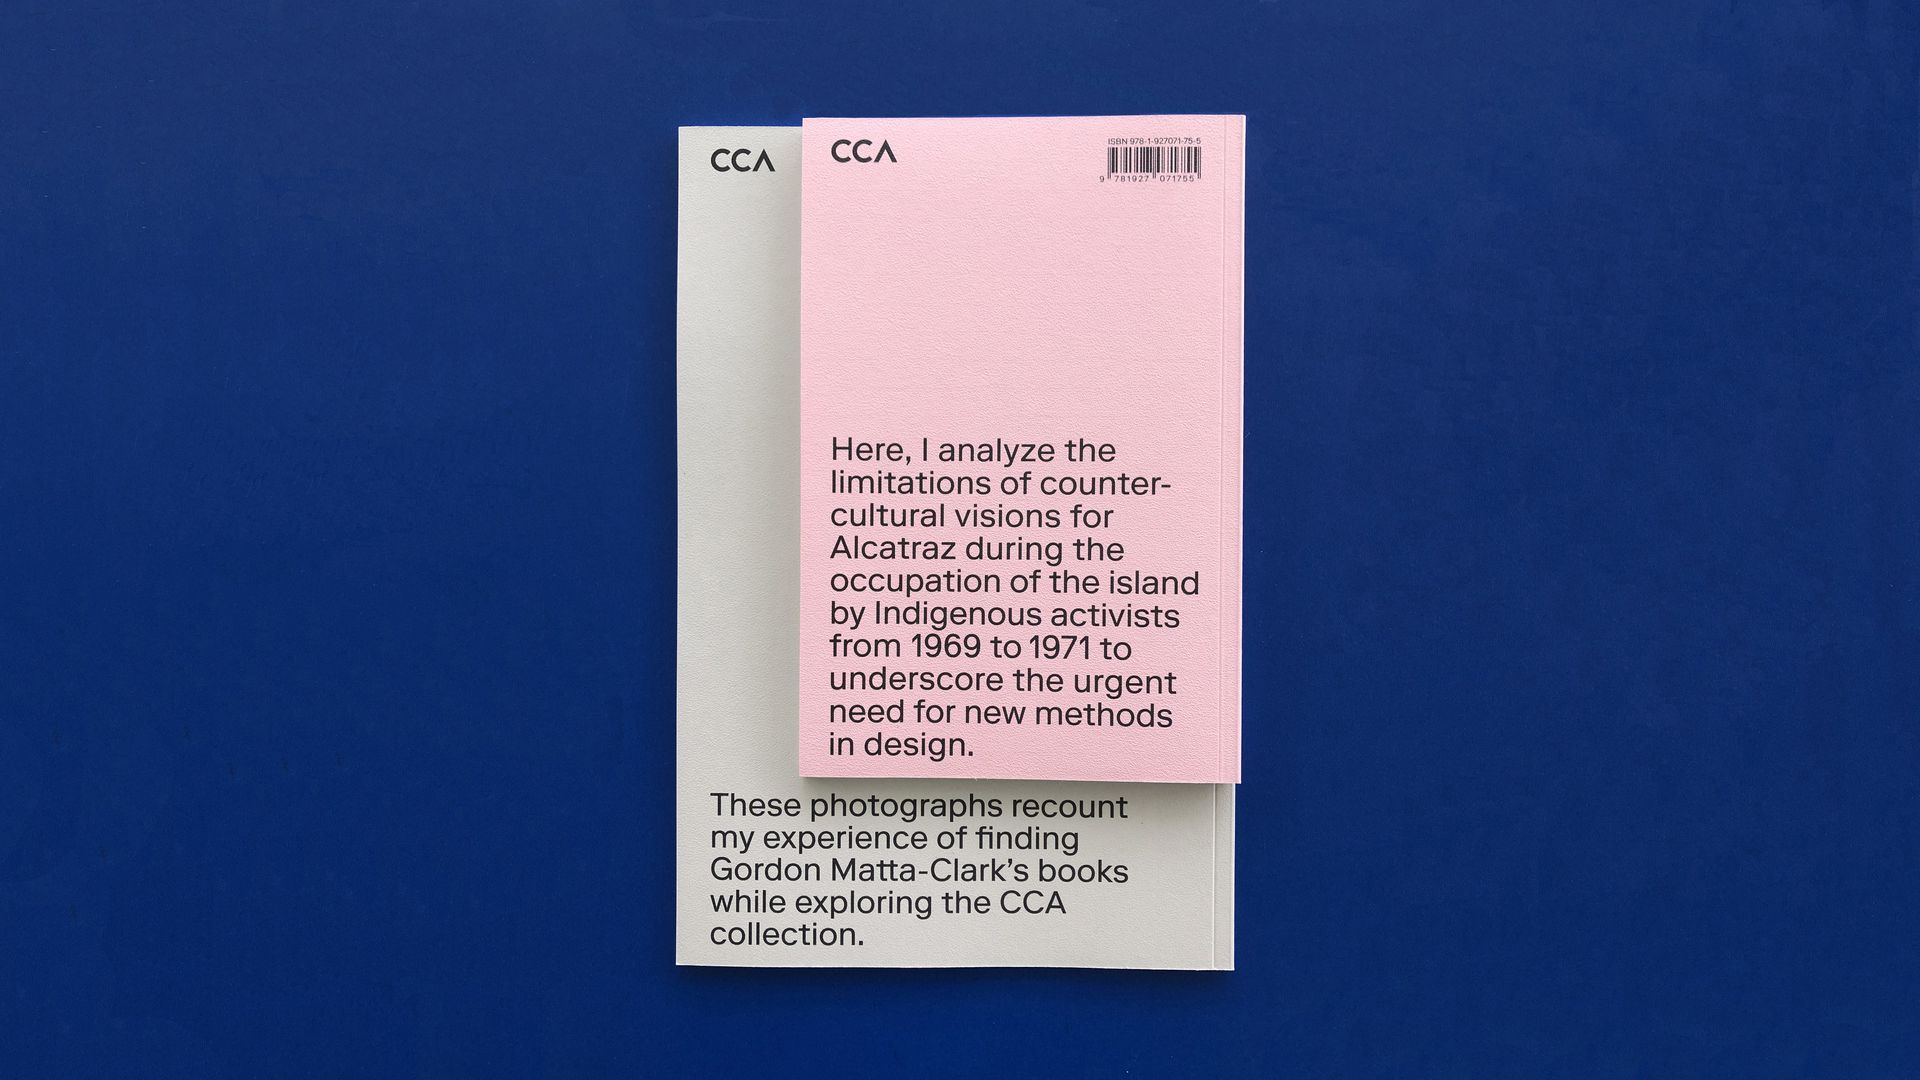 CCA
CCA
ISBN 978-1-927071-75-5
9 781927 071755
Here, I analyze the
limitations of counter-
cultural visions for
Alcatraz during the
occupation of the island
by Indigenous activists
from 1969 to 1971 to
underscore the urgent
need for new methods
in design.
These photographs recount
my experience of finding
Gordon Matta-Clark’s books
while exploring the CCA
collection.